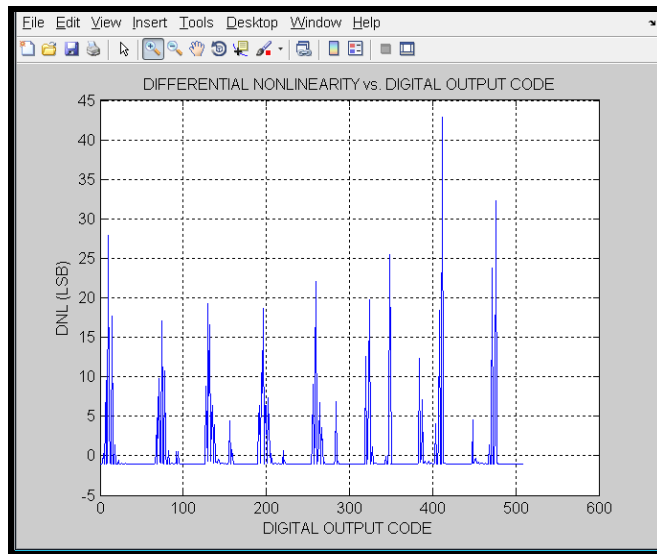 File Edit View Insert Tools Desktop Window Help
DIFFERENTIAL NONLINEARITY vs. DIGITAL OUTPUT CODE
45
40
35
30
25
20
15
10
5
0
-5
DNL (LSB)
0 100 200 300 400 500 600
DIGITAL OUTPUT CODE